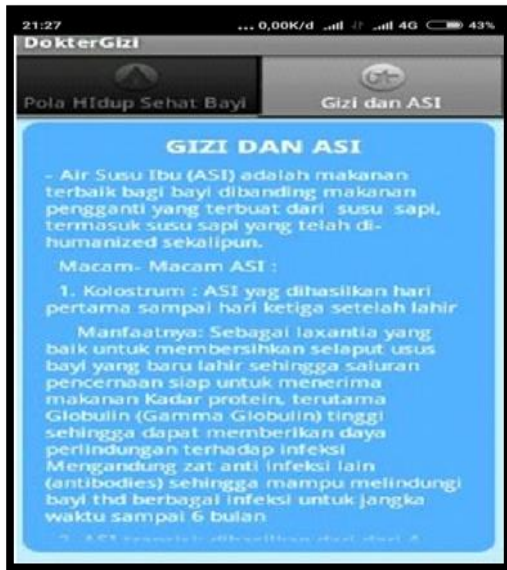 21:27 ... 0,00K/d 4G 43%
DokterGizi
Pola HIdup Sehat Bayi Gizi dan ASI
GIZI DAN ASI
- Air Susu Ibu (ASI) adalah makanan
terbaik bagi bayi dibanding makanan
pengganti yang terbuat dari susu sapi,
termasuk susu sapi yang telah di-
humanized sekalipun.
Macam- Macam ASI :
1. Kolostrum : ASI yag dihasilkan hari
pertama sampai hari ketiga setelah lahir
Manfaatnya: Sebagai laxantia yang
baik untuk membersihkan selaput usus
bayi yang baru lahir sehingga saluran
pencernaan siap untuk menerima
makanan Kadar protein, terutama
Globulin (Gamma Globulin) tinggi
sehingga dapat memberikan daya
perlindungan terhadap infeksi
Mengandung zat anti infeksi lain
(antibodies) sehingga mampu melindungi
bayi thd berbagai infeksi untuk jangka
waktu sampai 6 bulan